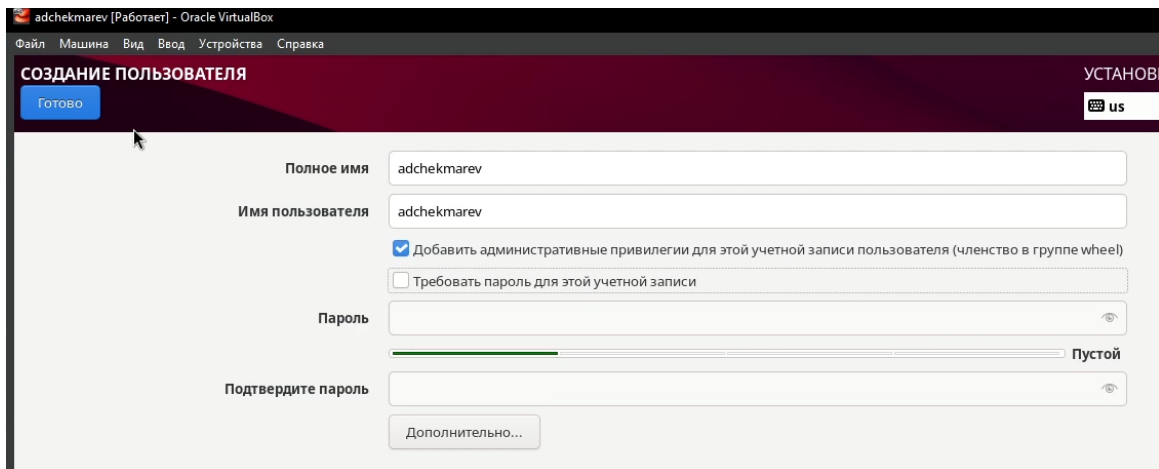 adchekmarev [Работает] - Oracle VirtualBox
Файл Машина Вид Ввод Устройства Справка
СОЗДАНИЕ ПОЛЬЗОВАТЕЛЯ
УСТАНОВ
Готово
us
Полное имя adchekmarev
Имя пользователя adchekmarev
Добавить административные привилегии для этой учетной записи пользователя (членство в группе wheel)
Требовать пароль для этой учетной записи
Пароль
Пустой
Подтвердите пароль
Дополнительно...